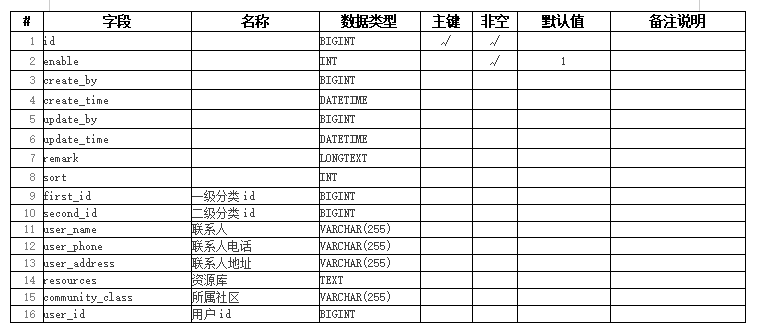 # 字段 名称 数据类型 主键 非空 默认值 备注说明
1 id BIGINT √ √
2 enable INT √ 1
3 create_by BIGINT
4 create_time DATETIME
5 update_by BIGINT
6 update_time DATETIME
7 remark LONGTEXT
8 sort INT
9 first_id 一级分类id BIGINT
10 second_id 二级分类id BIGINT
11 user_name 联系人 VARCHAR(255)
12 user_phone 联系人电话 VARCHAR(255)
13 user_address 联系人地址 VARCHAR(255)
14 resources 资源库 TEXT
15 community_class 所属社区 VARCHAR(255)
16 user_id 用户id BIGINT